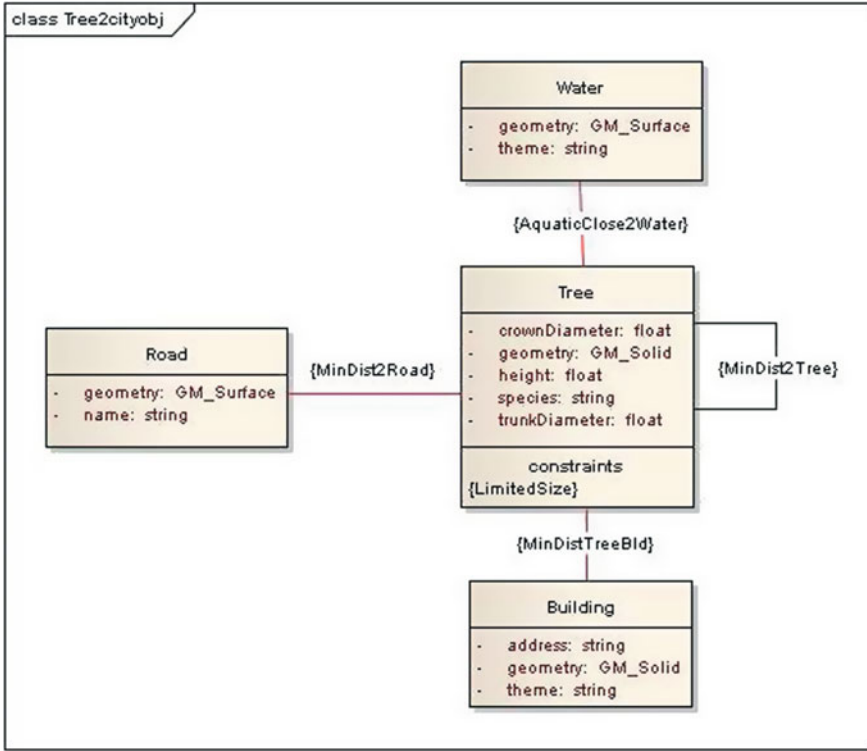 class Tree2cityobj
Water
- geometry: GM_Surface
- theme: string
{AquaticClose2Water}
Tree
- crownDiameter: float
- geometry: GM_Solid
- height: float
- species: string
- trunkDiameter: float
constraints
{LimitedSize}
{MinDist2Tree}
Road
- geometry: GM_Surface
- name: string
{MinDist2Road}
{MinDistTreeBld}
Building
- address: string
- geometry: GM_Solid
- theme: string